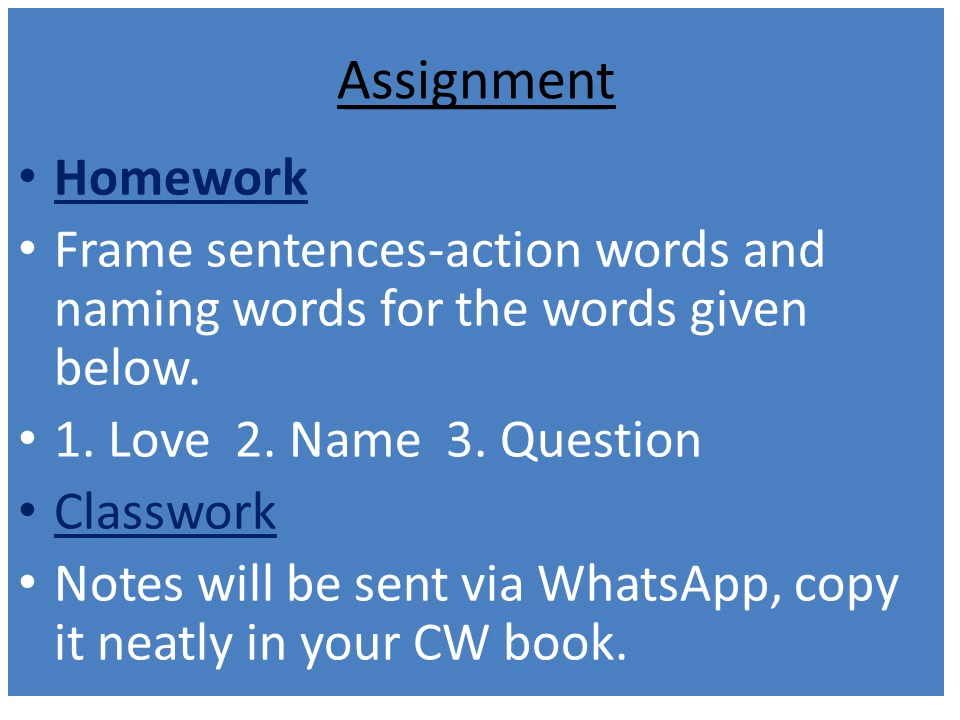 Assignment
• Homework
• Frame sentences-action words and
naming words for the words given
below.
• 1. Love 2. Name 3. Question
• Classwork
• Notes will be sent via WhatsApp, copy
it neatly in your CW book.